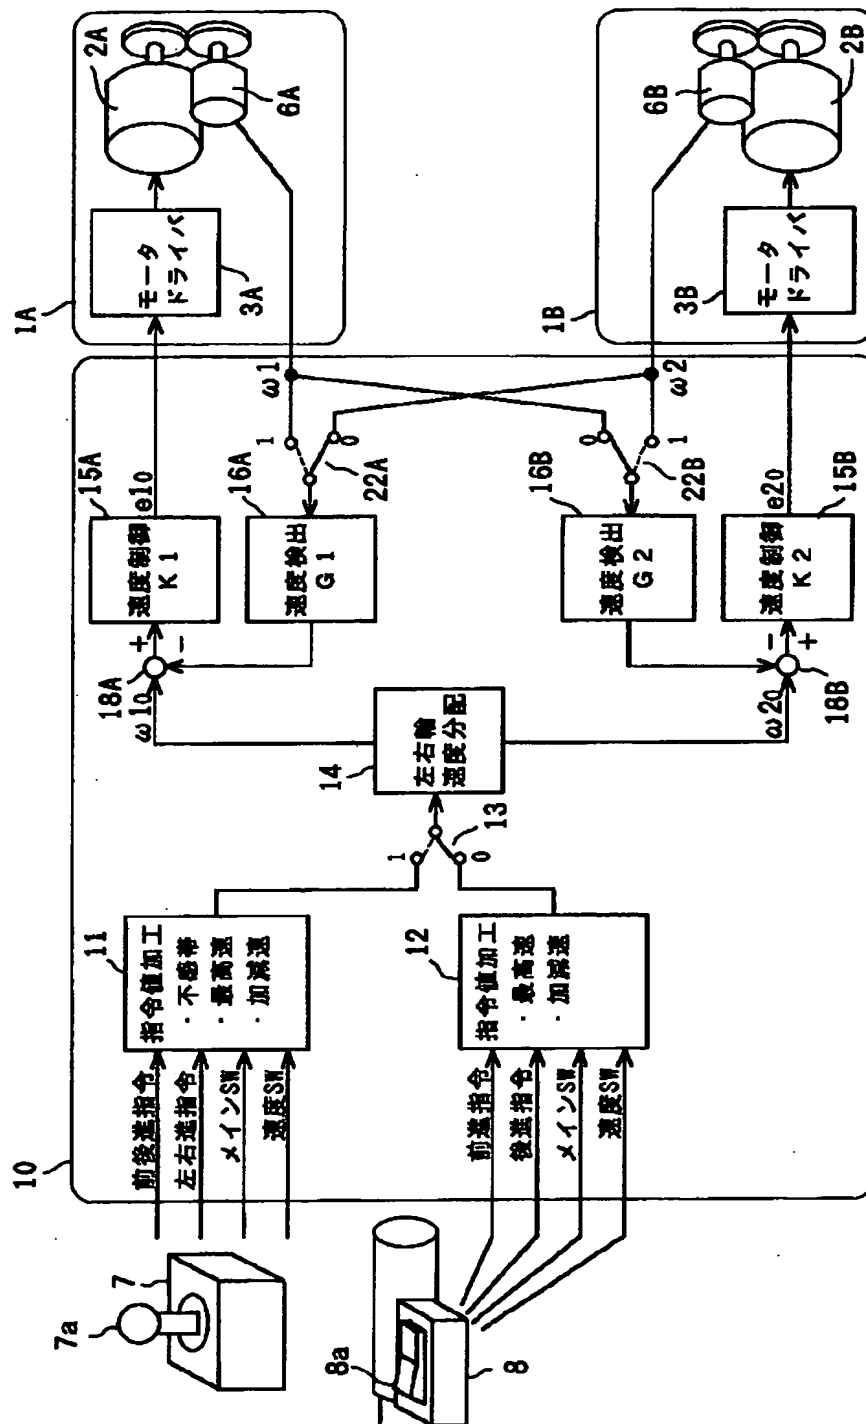 10
7a
7
前後進指令
左右進指令
メインSW
速度SW
11
指令値加工
・不感帯
・最高速
・加減速
8a
8
前進指令
後進指令
メインSW
速度SW
12
指令値加工
・最高速
・加減速
1
0
13
14
左右輪
速度分配
ω1₀
18A
+
−
15A
速度制御
K1
e1₀
16A
速度検出
G1
1
0
22A
ω1
1A
モータ
ドライバ
3A
2A
6A
ω2₀
18B
−
+
16B
速度検出
G2
0
1
22B
ω2
15B
速度制御
K2
e2₀
1B
モータ
ドライバ
3B
6B
2B